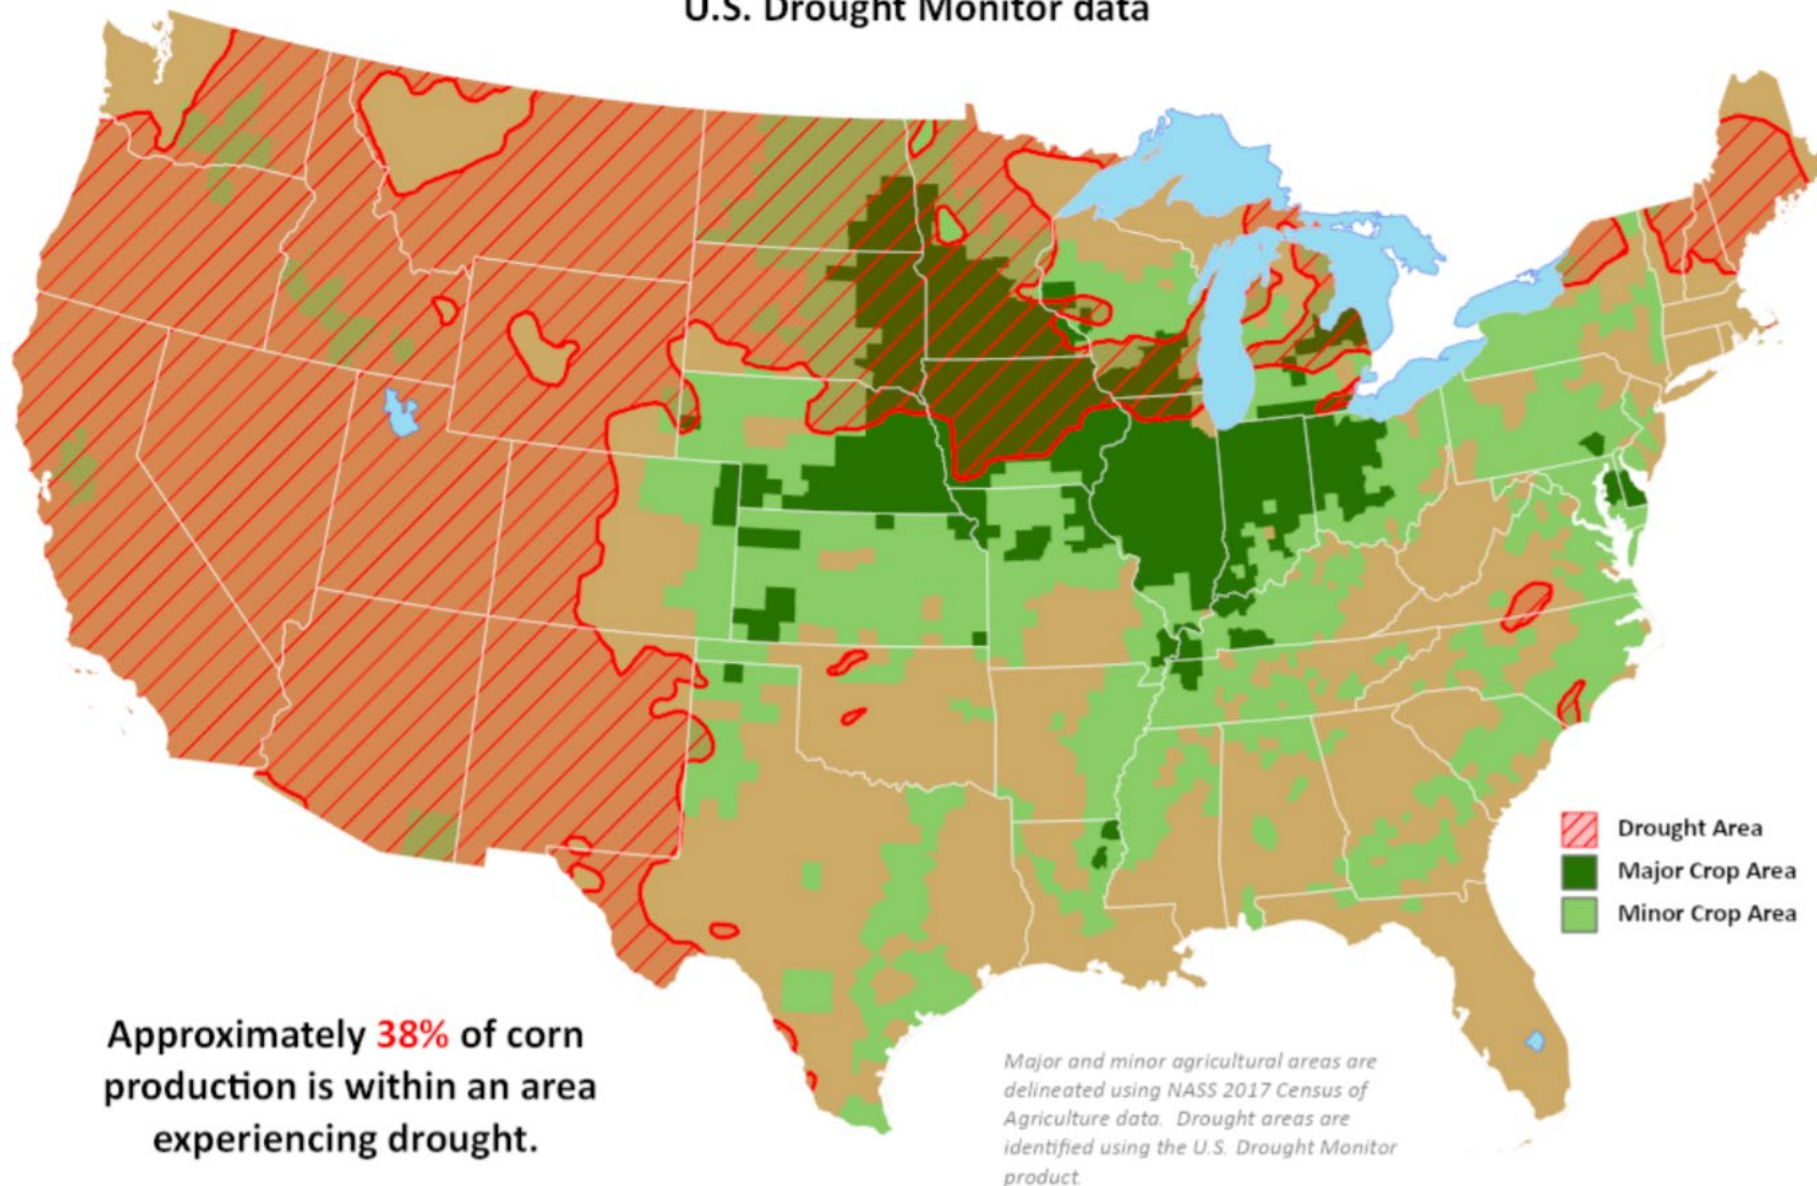 U.S. Drought Monitor data
Drought Area
Major Crop Area
Minor Crop Area
Approximately 38% of corn
production is within an area
experiencing drought.
Major and minor agricultural areas are
delineated using NASS 2017 Census of
Agriculture data. Drought areas are
identified using the U.S. Drought Monitor
product.